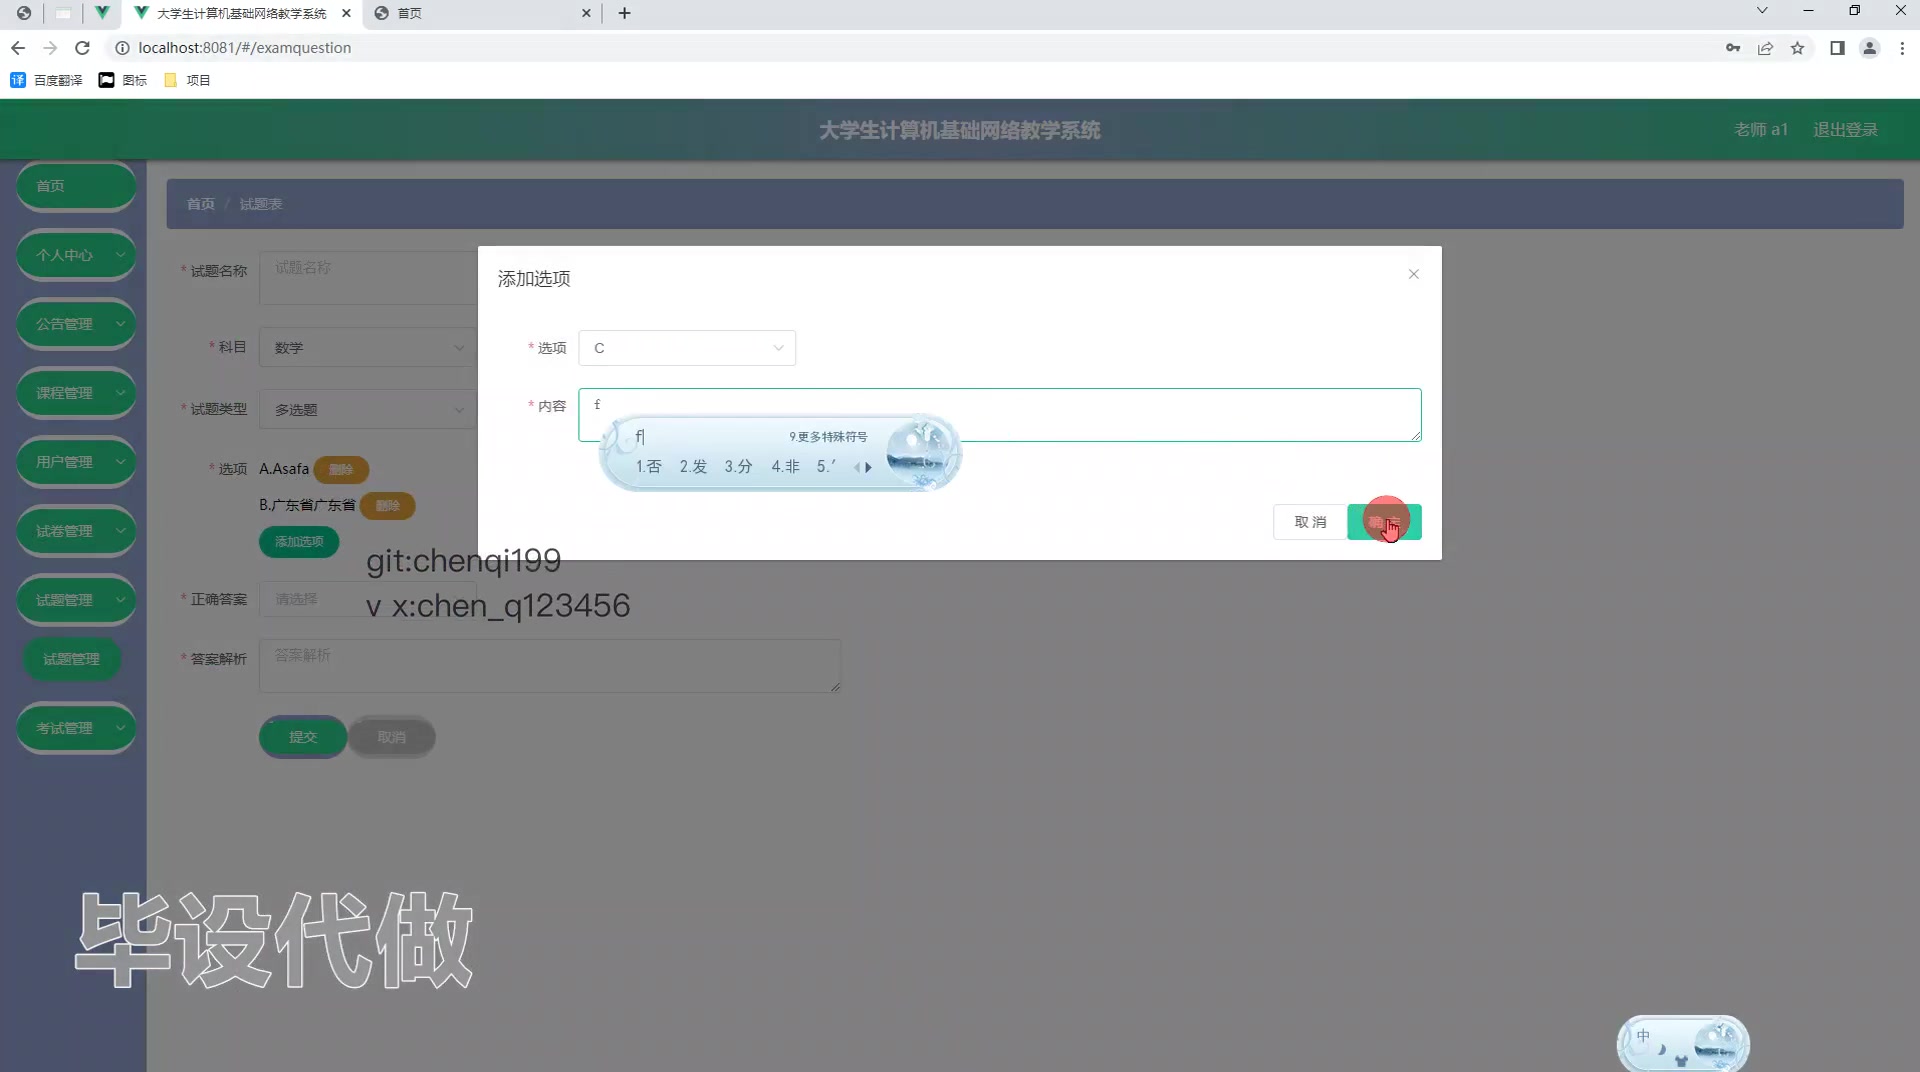 大学生计算机基础网络教学系统
首页
localhost:8081/#/examquestion
百度翻译
图标
项目
大学生计算机基础网络教学系统
老师 a1
退出登录
首页
个人中心
公告管理
课程管理
用户管理
试卷管理
试题管理
试题管理
考试管理
首页 / 试题表
* 试题名称
试题名称
* 科目
数学
* 试题类型
多选题
* 选项
A.Asafa
删除
B.广东省广东省
删除
添加选项
* 正确答案
请选择
* 答案解析
答案解析
提交
取消
添加选项
* 选项
C
* 内容
f
f
9.更多特殊符号
1.否 2.发 3.分 4.非 5.
取 消
git:chenqi199
v x:chen_q123456
毕设代做
中